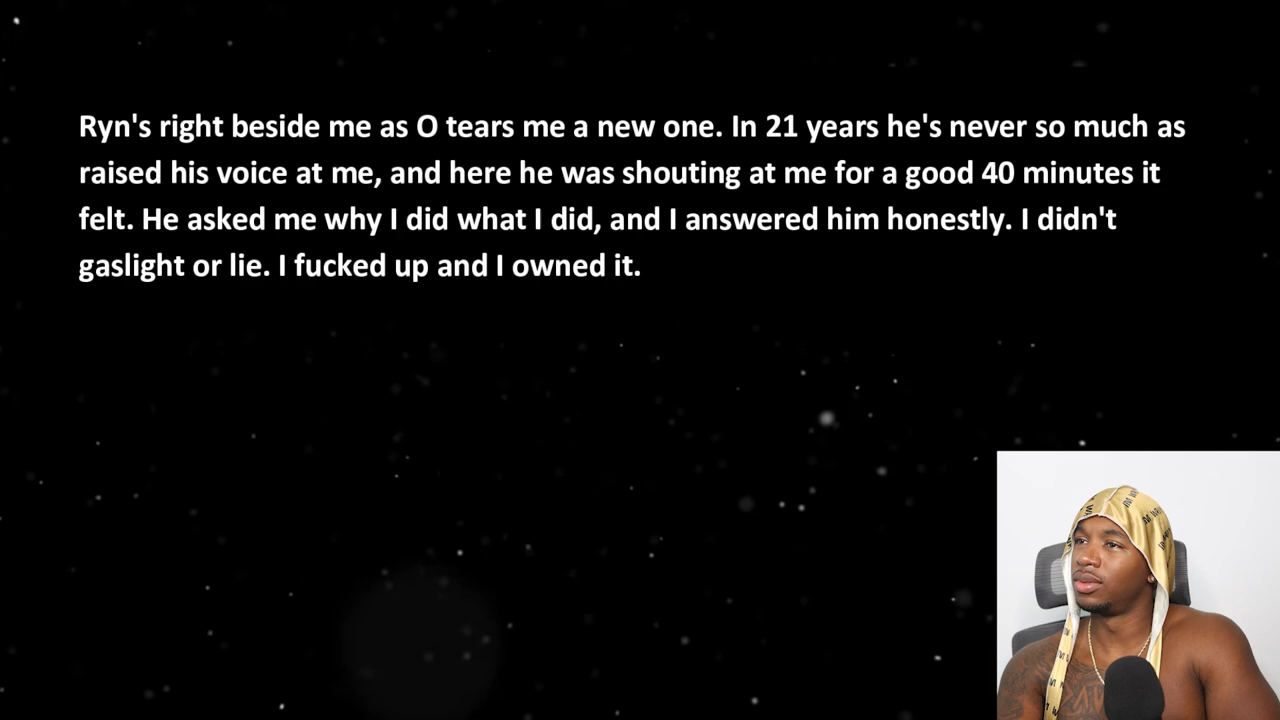 Ryn's right beside me as O tears me a new one. In 21 years he's never so much as
raised his voice at me, and here he was shouting at me for a good 40 minutes it
felt. He asked me why I did what I did, and I answered him honestly. I didn't
gaslight or lie. I fucked up and I owned it.